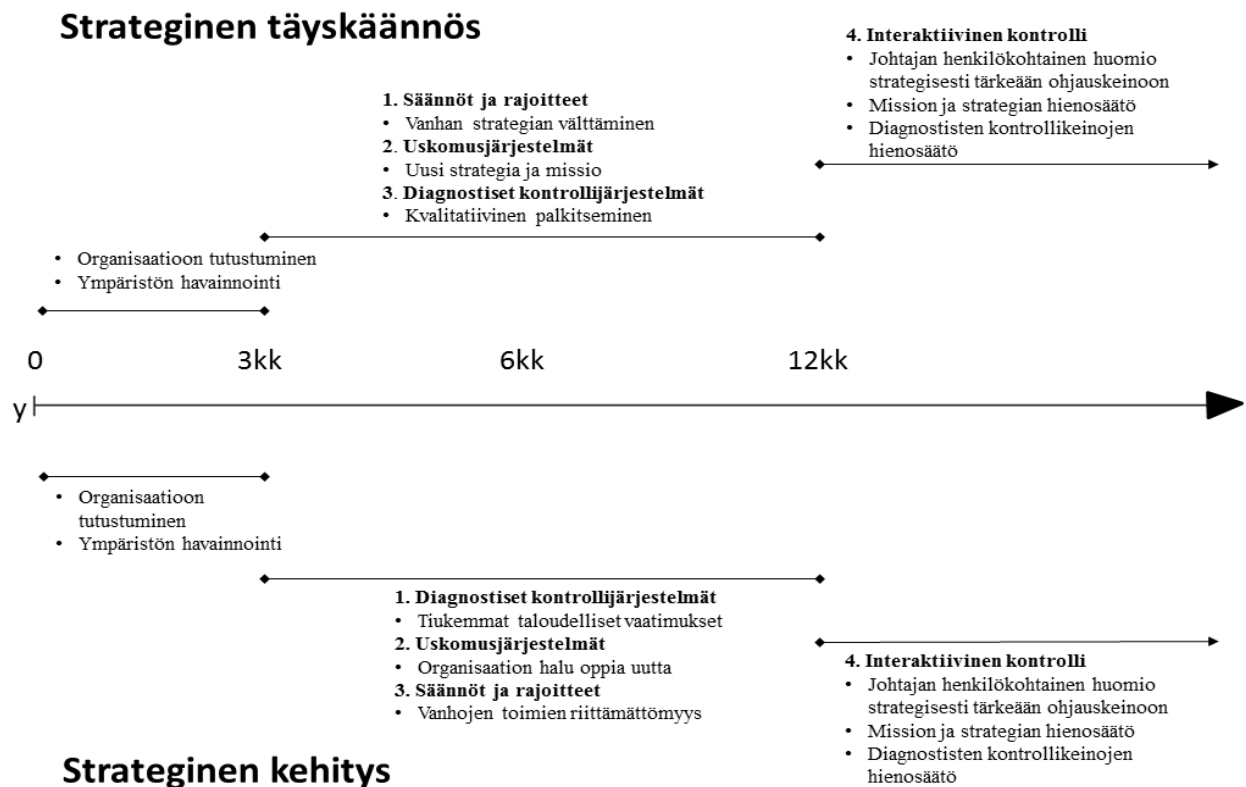 Strateginen täyskäännös
4. Interaktiivinen kontrolli
• Johtajan henkilökohtainen huomio
strategisesti tärkeään ohjauskeinoon
• Mission ja strategian hienosäätö
• Diagnostisten kontrollikeinojen
hienosäätö
1. Säännöt ja rajoitteet
• Vanhan strategian välttäminen
2. Uskomusjärjestelmät
• Uusi strategia ja missio
3. Diagnostiset kontrollijärjestelmät
• Kvalitatiivinen palkitseminen
• Organisaatioon tutustuminen
• Ympäristön havainnointi
0 3kk 6kk 12kk
y
• Organisaatioon
tutustuminen
• Ympäristön havainnointi
1. Diagnostiset kontrollijärjestelmät
• Tiukemmat taloudelliset vaatimukset
2. Uskomusjärjestelmät
• Organisaation halu oppia uutta
3. Säännöt ja rajoitteet
• Vanhojen toimien riittämättömyys
4. Interaktiivinen kontrolli
• Johtajan henkilökohtainen huomio
strategisesti tärkeään ohjauskeinoon
• Mission ja strategian hienosäätö
• Diagnostisten kontrollikeinojen
hienosäätö
Strateginen kehitys